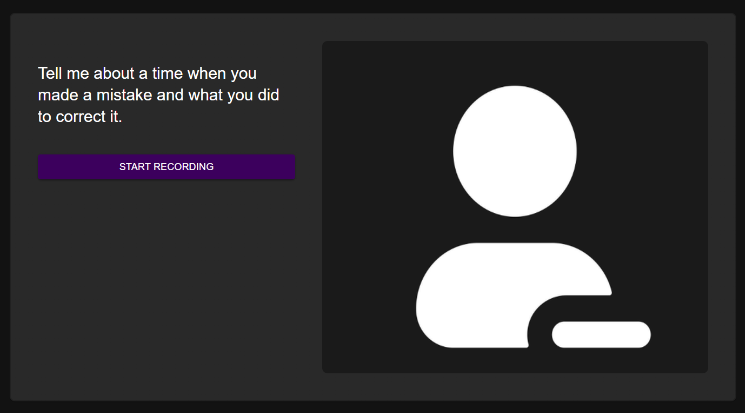 Tell me about a time when you
made a mistake and what you did
to correct it.
START RECORDING